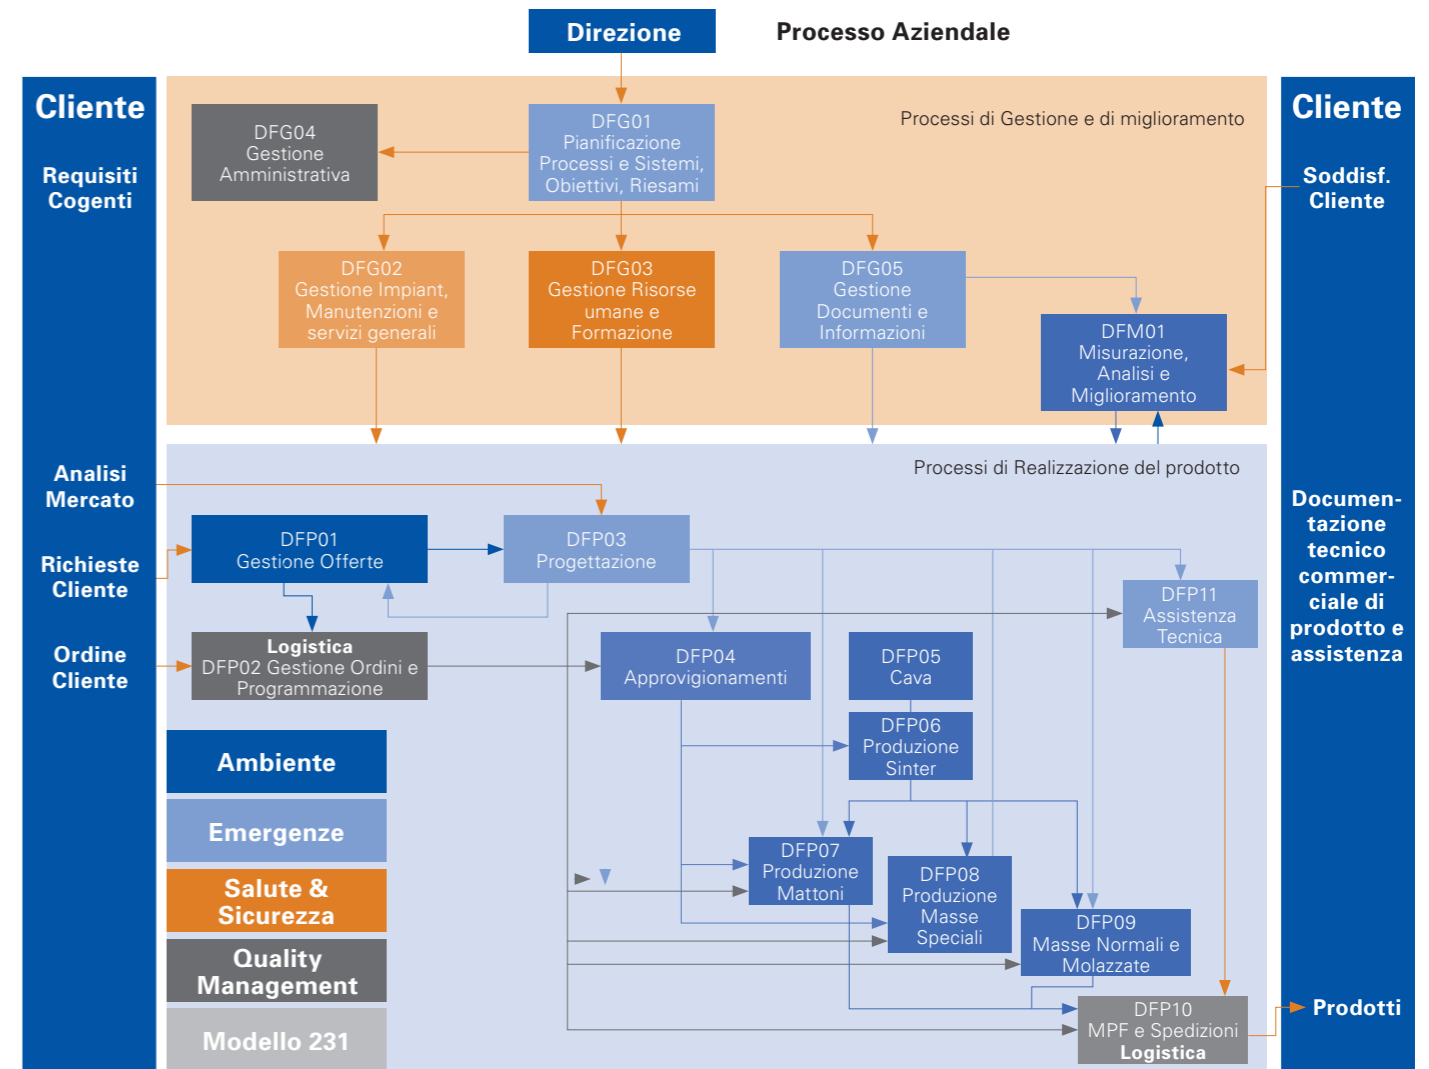 Direzione
Processo Aziendale
Cliente
Requisiti
Cogenti
Analisi
Mercato
Richieste
Cliente
Ordine
Cliente
Processi di Gestione e di miglioramento
DFG04
Gestione
Amministrativa
DFG01
Pianificazione
Processi e Sistemi,
Obiettivi, Riesami
DFG02
Gestione Impiant,
Manutenzioni e
servizi generali
DFG03
Gestione Risorse
umane e
Formazione
DFG05
Gestione
Documenti e
Informazioni
DFM01
Misurazione,
Analisi e
Miglioramento
Processi di Realizzazione del prodotto
DFP01
Gestione Offerte
DFP03
Progettazione
DFP11
Assistenza
Tecnica
Logistica
DFP02 Gestione Ordini e
Programmazione
DFP04
Approvigionamenti
DFP05
Cava
DFP06
Produzione
Sinter
DFP07
Produzione
Mattoni
DFP08
Produzione
Masse
Speciali
DFP09
Masse Normali e
Molazzate
DFP10
MPF e Spedizioni
Logistica
Ambiente
Emergenze
Salute &
Sicurezza
Quality
Management
Modello 231
Cliente
Soddisf.
Cliente
Documen-
tazione
tecnico
commer-
ciale di
prodotto e
assistenza
Prodotti